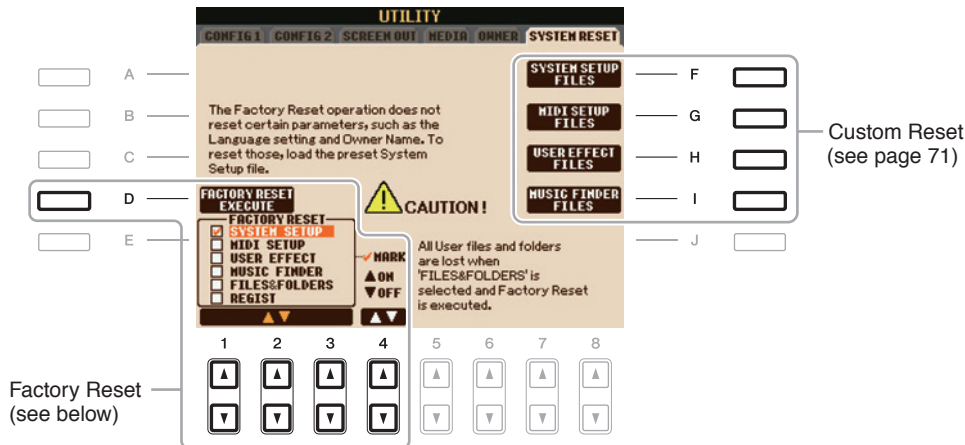 UTILITY
CONFIG 1 CONFIG 2 SCREEN OUT MEDIA OWNER SYSTEM RESET
A
B
C
D
E
The Factory Reset operation does not
reset certain parameters, such as the
Language setting and Owner Name. To
reset those, load the preset System
Setup file.
SYSTEM SETUP
FILES
MIDI SETUP
FILES
USER EFFECT
FILES
MUSIC FINDER
FILES
F
G
H
I
J
Custom Reset
(see page 71)
FACTORY RESET
EXECUTE
CAUTION !
FACTORY RESET
SYSTEM SETUP
MIDI SETUP
USER EFFECT
MUSIC FINDER
FILES&FOLDERS
REGIST
MARK
▲ON
▼OFF
All User files and folders
are lost when
'FILES&FOLDERS' is
selected and Factory Reset
is executed.
1 2 3 4 5 6 7 8
Factory Reset
(see below)